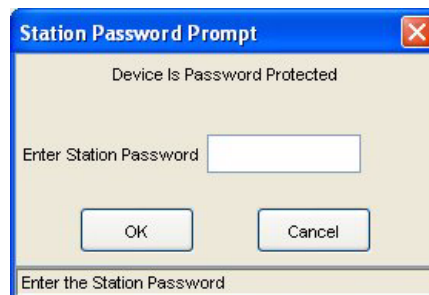 Station Password Prompt
Device Is Password Protected
Enter Station Password
OK Cancel
Enter the Station Password